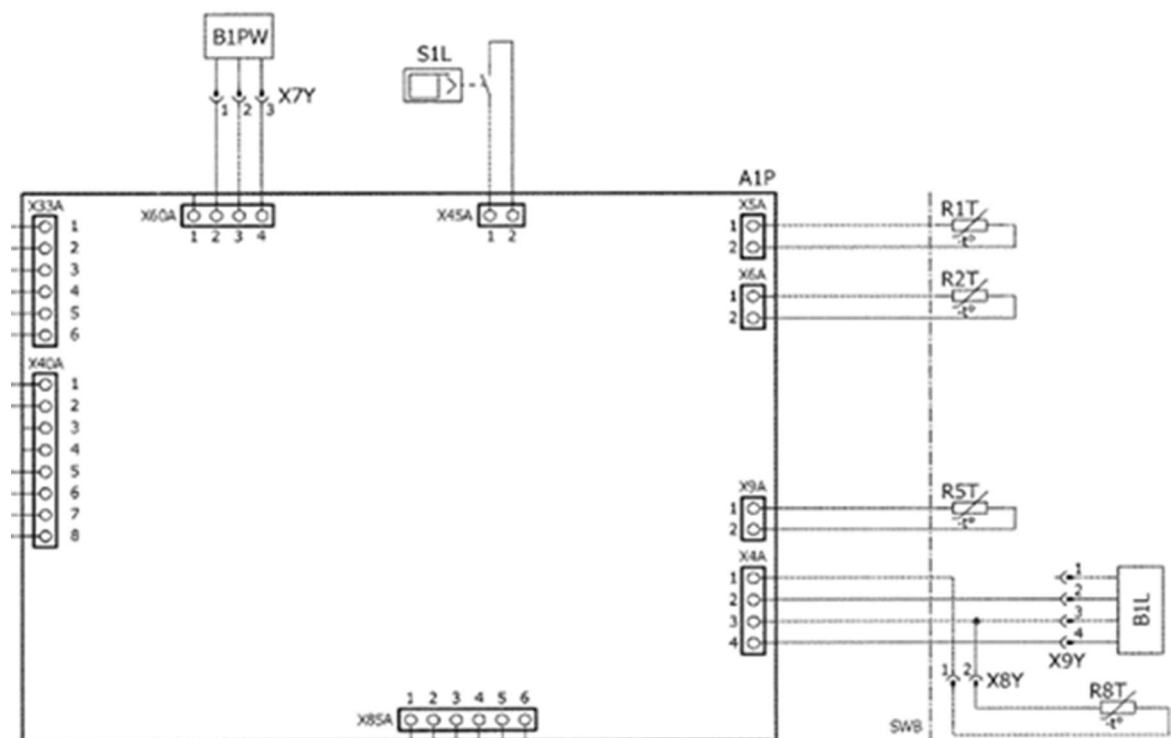 B1PW
S1L
1 2 3 X7Y
A1P
X33A
X60A
X45A
X5A
1 2 3 4
1 2
1
2
3
4
5
6
1
2
R1T
-t°
X6A
1
2
R2T
-t°
X40A
1
2
3
4
5
6
7
8
X9A
1
2
R5T
-t°
X4A
1
2
3
4
1
2
3
4
B1L
X9Y
1 2 X8Y
R8T
-t°
1 2 3 4 5 6
X85A
SWB